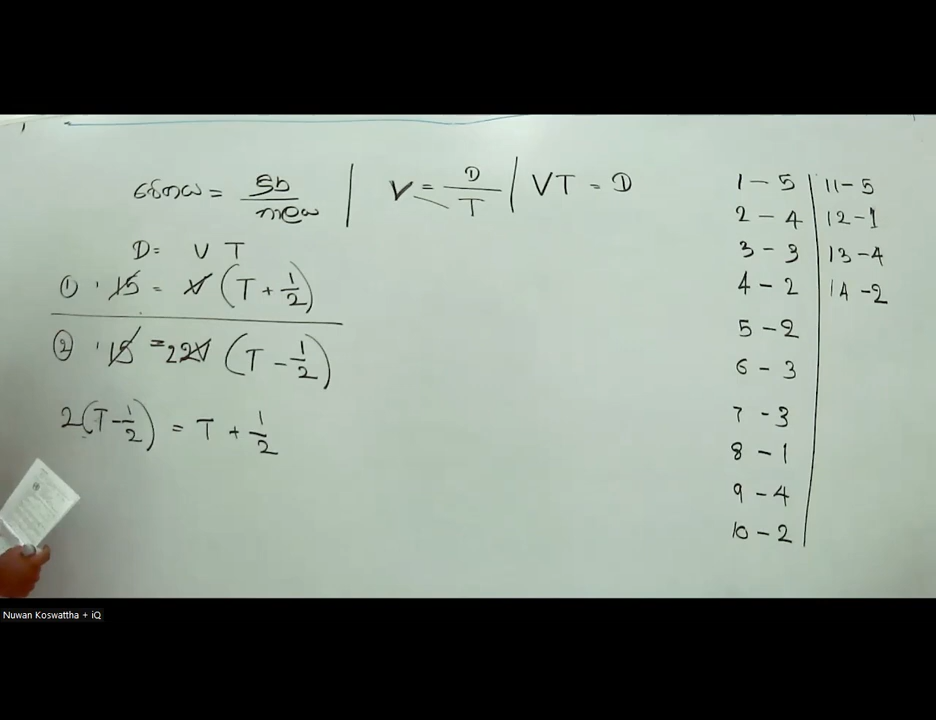 වේගය = දුර / කාලය | V = D / T | VT = D
D = V T
① 15 = V (T + 1/2)
② 15 = 2V (T - 1/2)
2(T - 1/2) = T + 1/2
1 - 5 | 11 - 5
2 - 4 | 12 - 1
3 - 3 | 13 - 4
4 - 2 | 14 - 2
5 - 2
6 - 3
7 - 3
8 - 1
9 - 4
10 - 2
Nuwan Koswattha + iQ